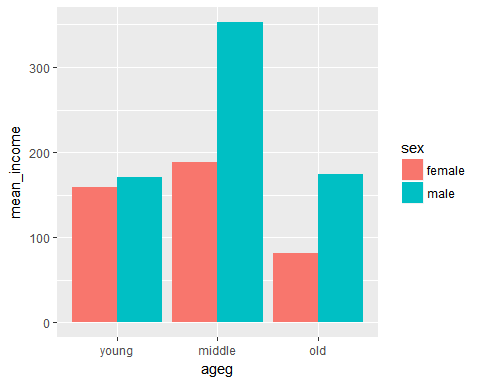 300
200
100
0
mean_income
young middle old
ageg
sex
female
male